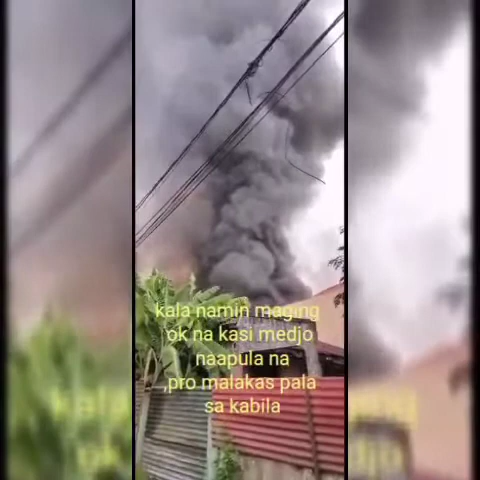 kala namin maging
ok na kasi medjo
naapula na
,pro malakas pala
sa kabila